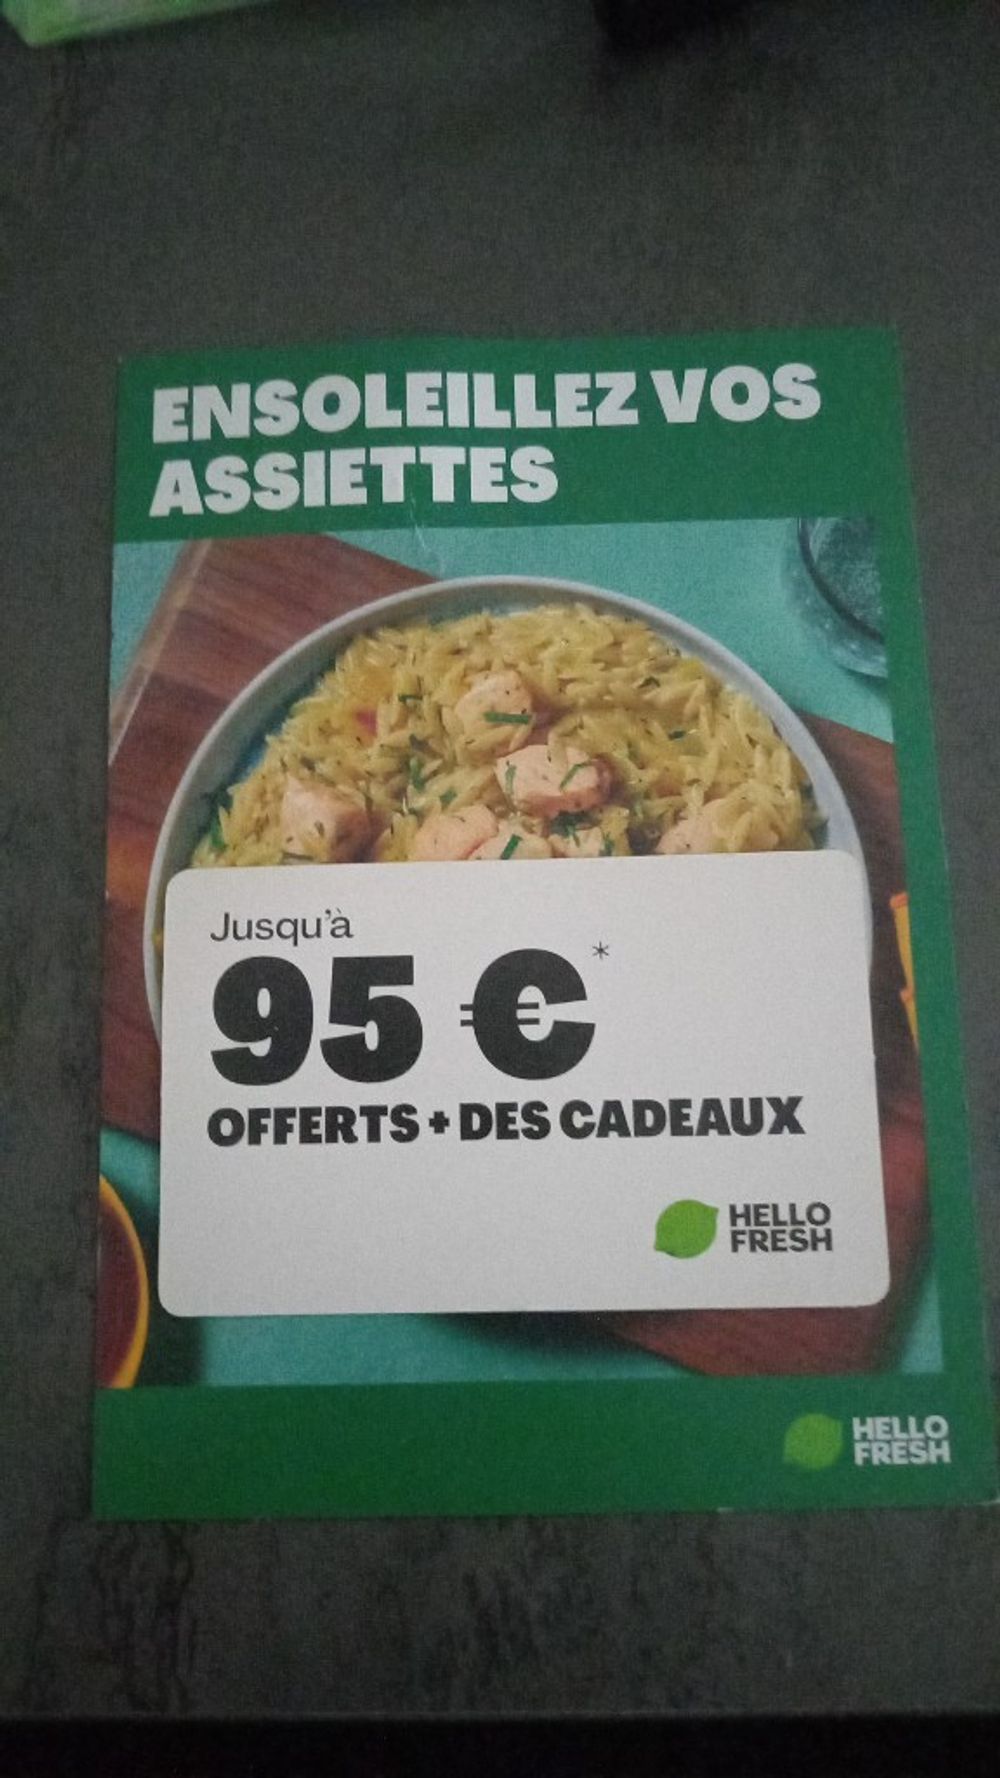 ENSOLEILLEZ VOS
ASSIETTES
Jusqu'à
95 €*
OFFERTS + DES CADEAUX
HELLO
FRESH
HELLO
FRESH